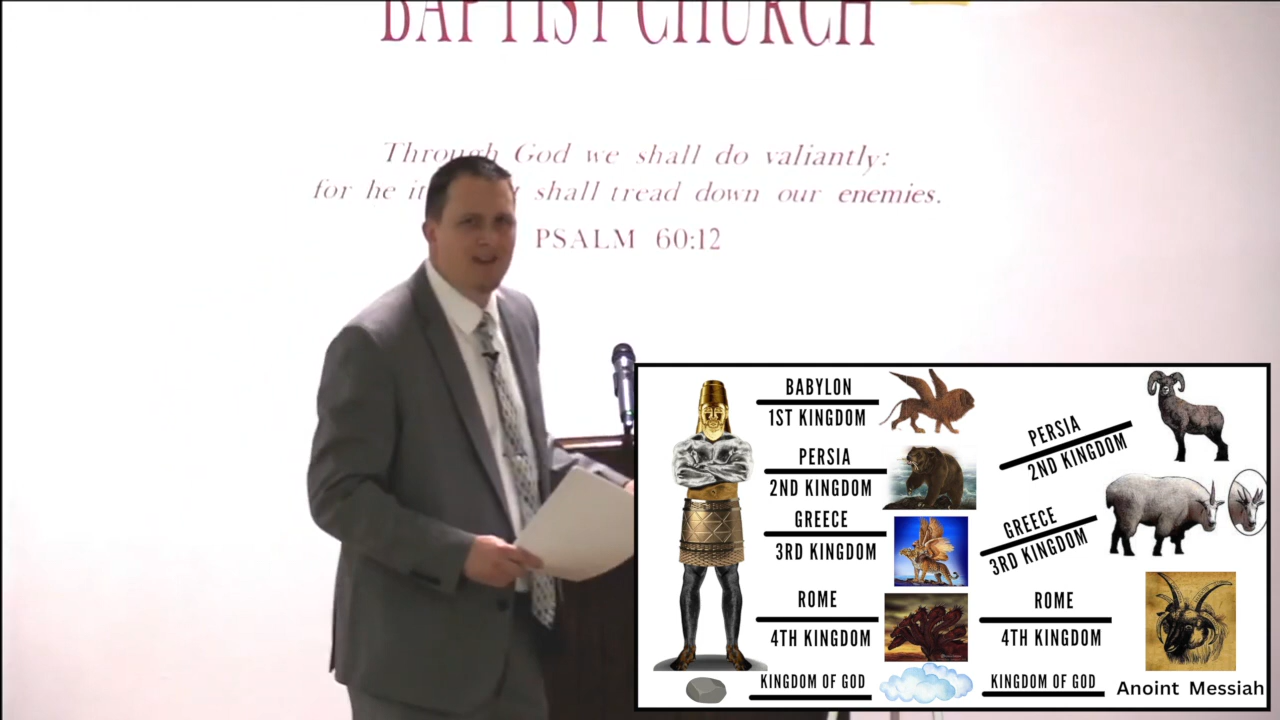 BAPTIST CHURCH
Through God we shall do valiantly:
for he it shall tread down our enemies.
PSALM 60:12
BABYLON
1ST KINGDOM
PERSIA
2ND KINGDOM
GREECE
3RD KINGDOM
ROME
4TH KINGDOM
KINGDOM OF GOD
PERSIA
2ND KINGDOM
GREECE
3RD KINGDOM
ROME
4TH KINGDOM
KINGDOM OF GOD
Anoint Messiah